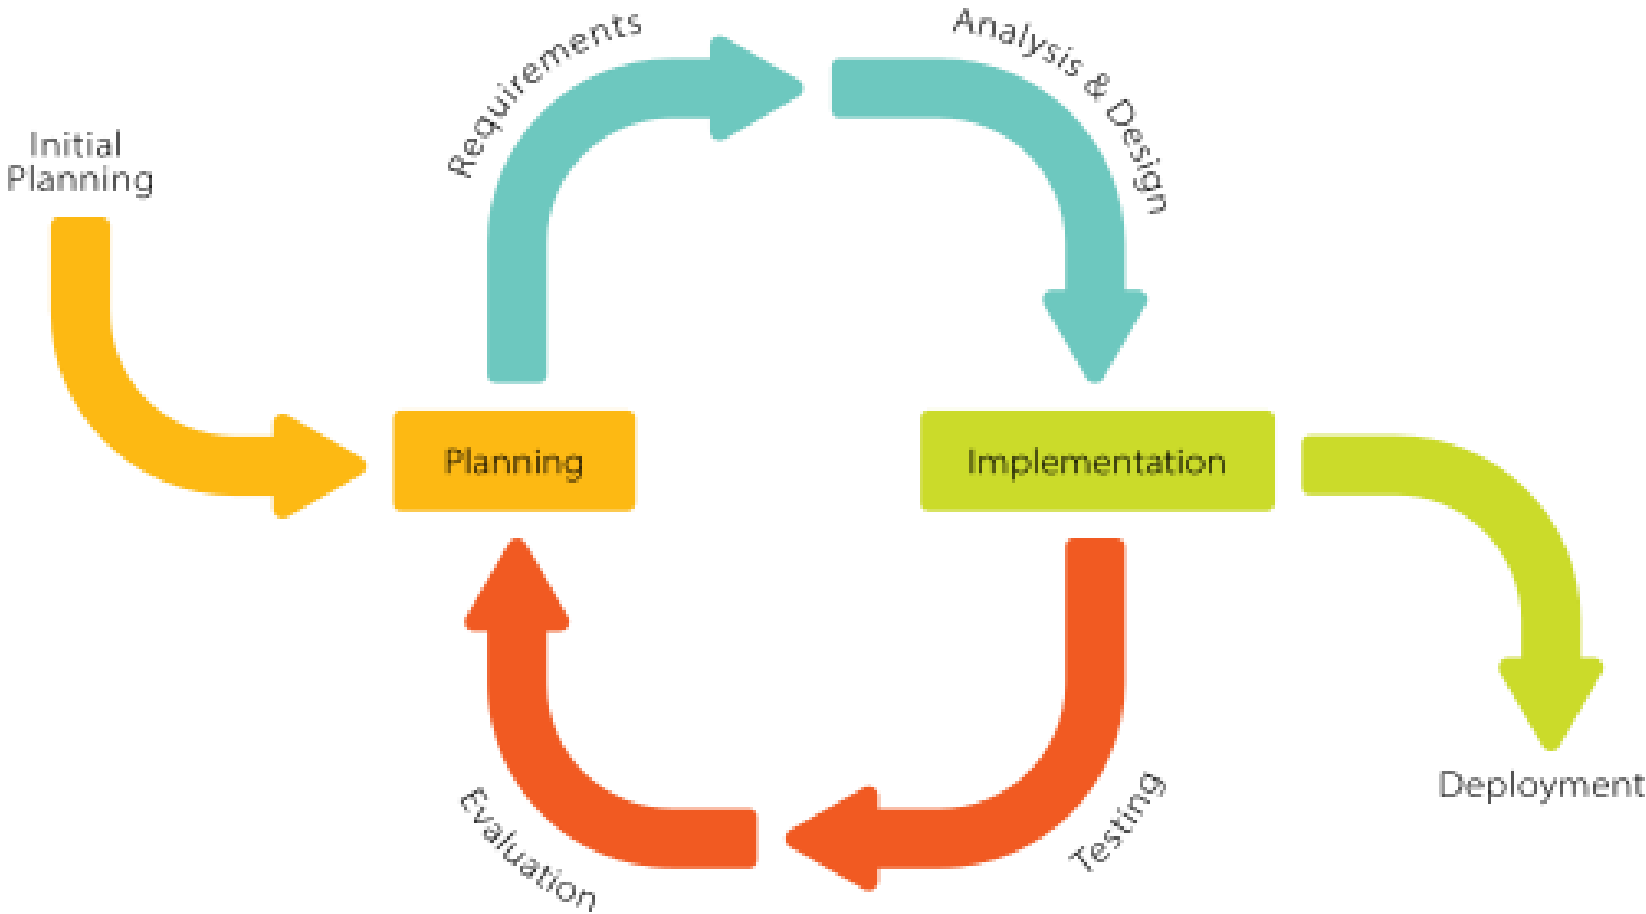 Initial
Planning
Requirements
Analysis & Design
Planning
Implementation
Evaluation
Testing
Deployment